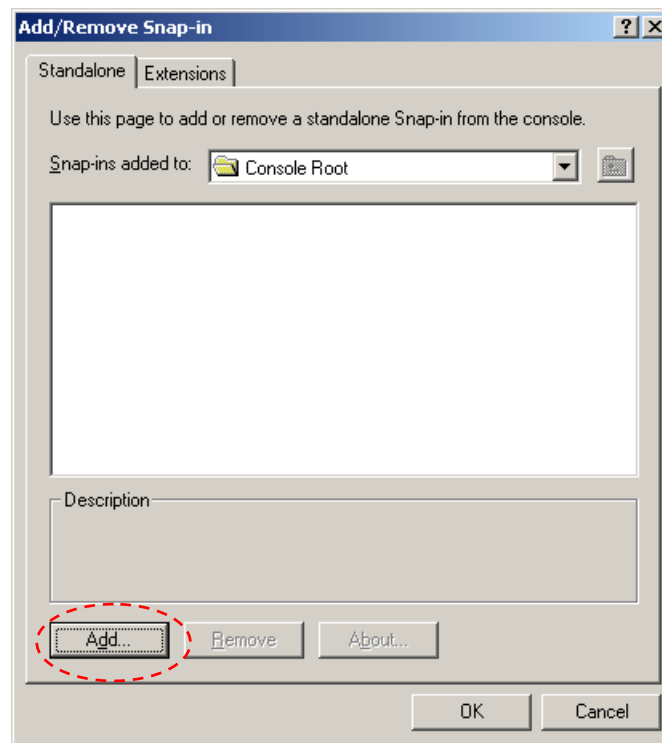 Add/Remove Snap-in
Standalone
Extensions
Use this page to add or remove a standalone Snap-in from the console.
Snap-ins added to:
Console Root
Description
Add...
Remove
About...
OK
Cancel